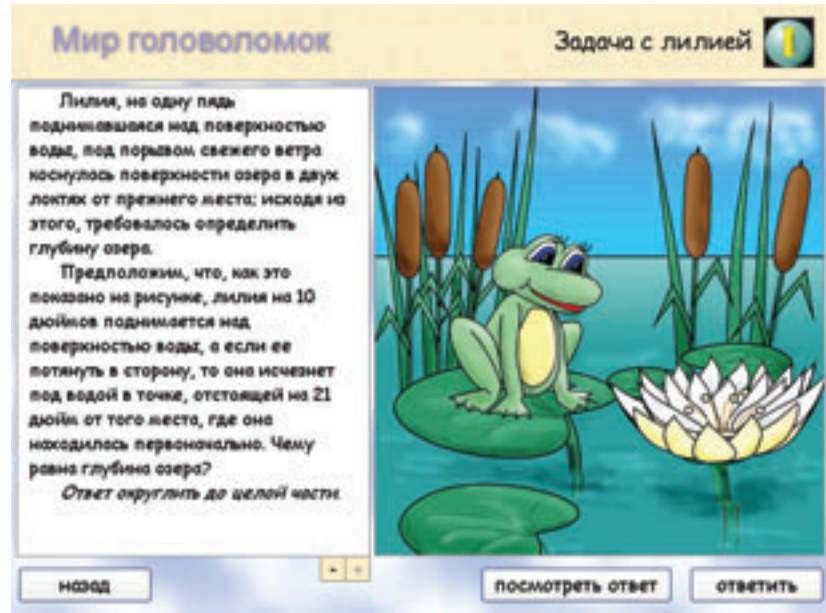 Мир головоломок
Задача с лилией
Лилия, на одну пядь
поднимавшаяся над поверхностью
воды, под порывом свежего ветра
коснулась поверхности озера в двух
локтях от прежнего места; исходя из
этого, требовалось определить
глубину озера.
Предположим, что, как это
показано на рисунке, лилия на 10
дюймов поднимается над
поверхностью воды, а если ее
потянуть в сторону, то она исчезнет
под водой в точке, отстоящей на 21
дюйм от того места, где она
находилась первоначально. Чему
равна глубина озера?
Ответ округлить до целой части.
назад
посмотреть ответ
ответить